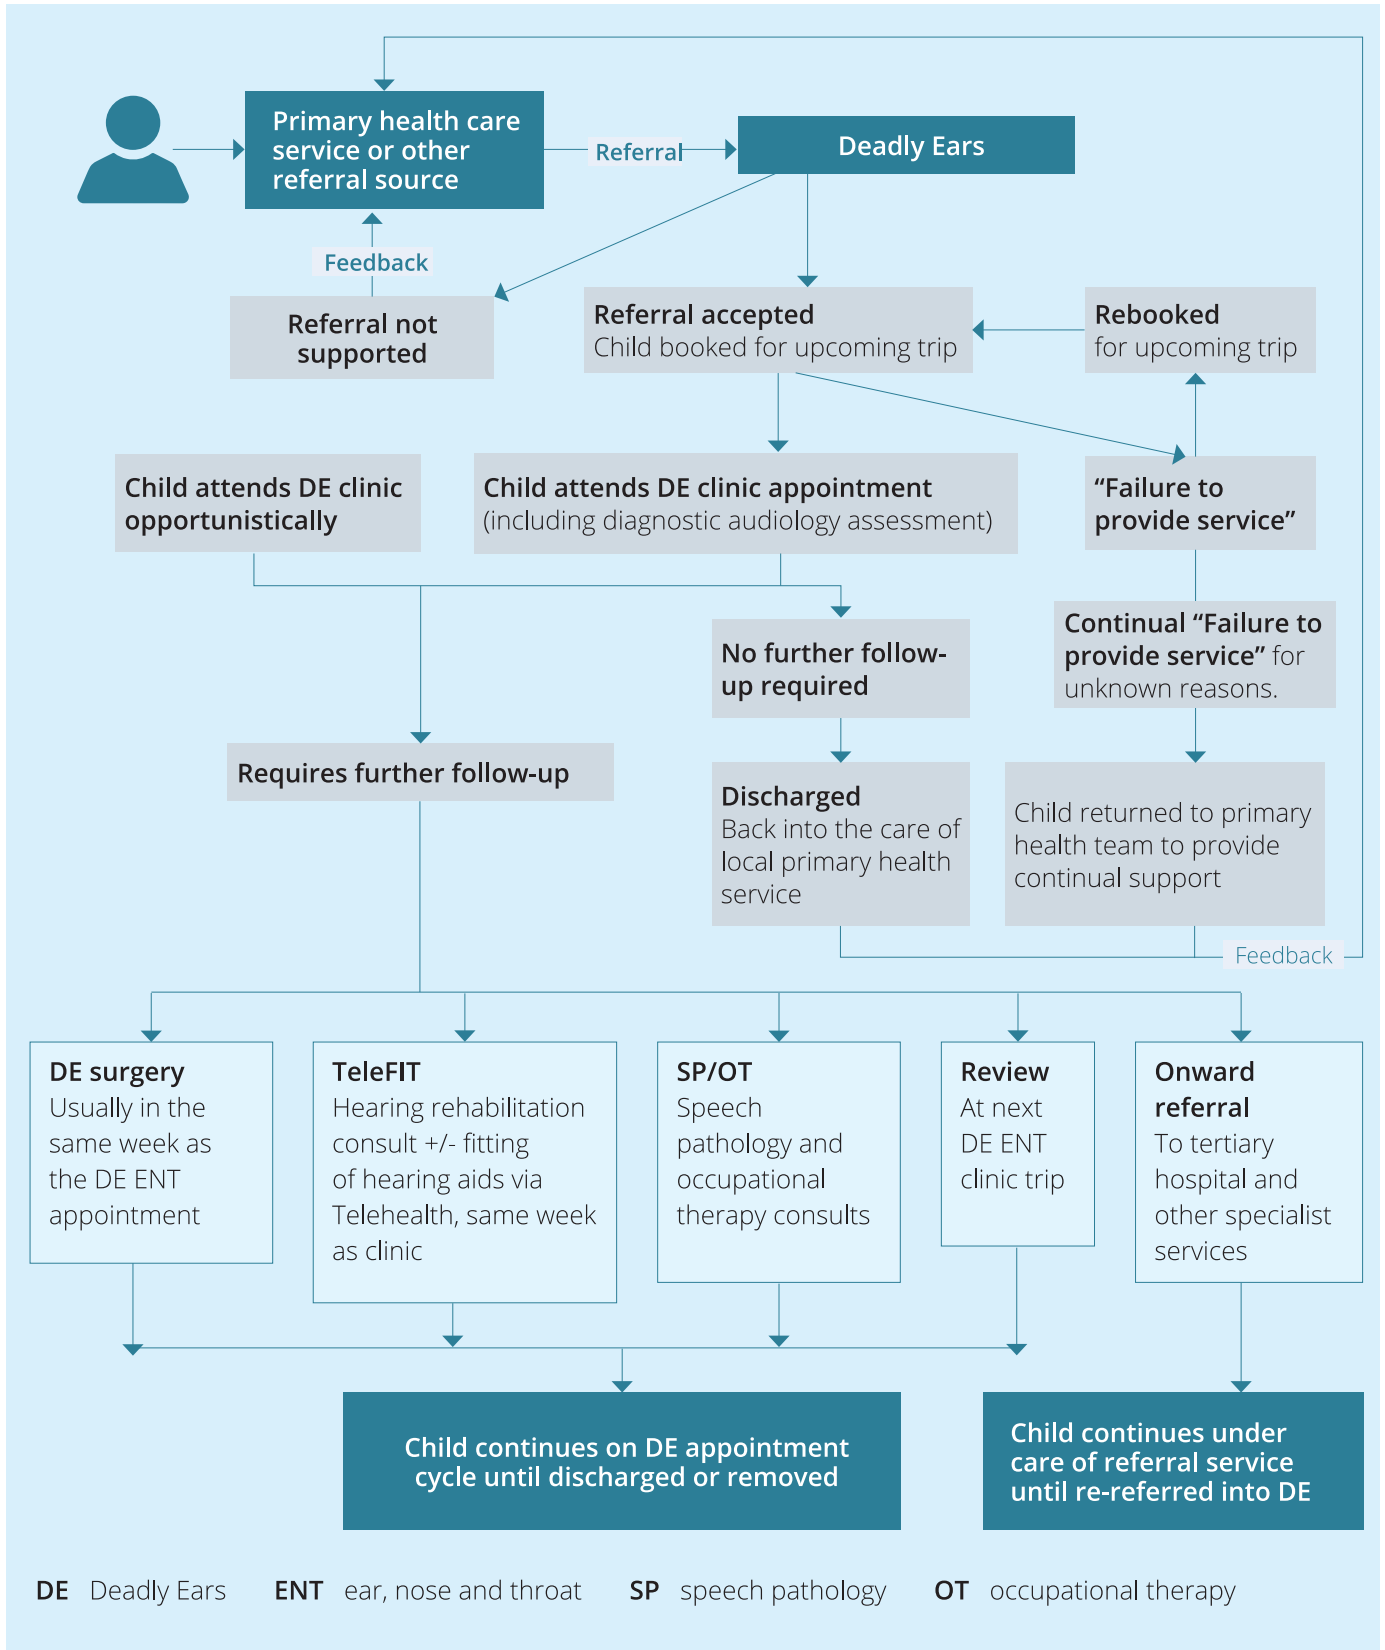 Primary health care
service or other
referral source
Referral
Deadly Ears
Feedback
Referral not
supported
Referral accepted
Child booked for upcoming trip
Rebooked
for upcoming trip
Child attends DE clinic
opportunistically
Child attends DE clinic appointment
(including diagnostic audiology assessment)
“Failure to
provide service”
No further follow-
up required
Continual “Failure to
provide service” for
unknown reasons.
Requires further follow-up
Discharged
Back into the care of
local primary health
service
Child returned to primary
health team to provide
continual support
Feedback
DE surgery
Usually in the
same week as
the DE ENT
appointment
TeleFIT
Hearing rehabilitation
consult +/- fitting
of hearing aids via
Telehealth, same week
as clinic
SP/OT
Speech
pathology and
occupational
therapy consults
Review
At next
DE ENT
clinic trip
Onward
referral
To tertiary
hospital and
other specialist
services
Child continues on DE appointment
cycle until discharged or removed
Child continues under
care of referral service
until re-referred into DE
DE Deadly Ears ENT ear, nose and throat SP speech pathology OT occupational therapy